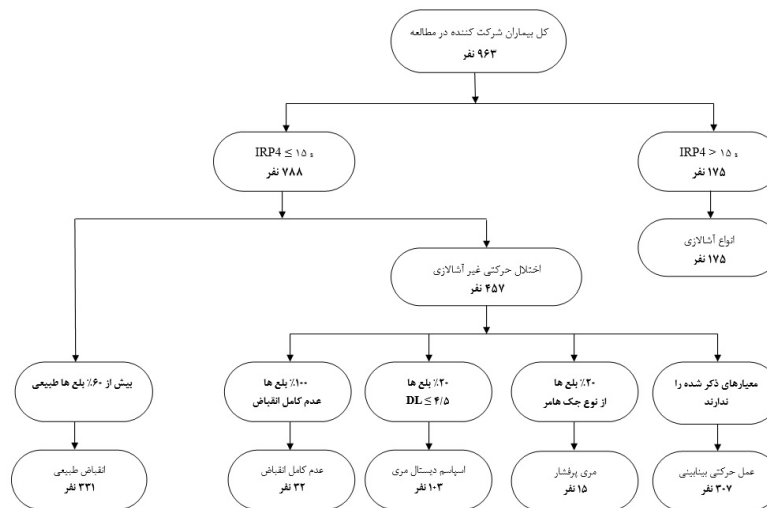 کل بیماران شرکت کننده در مطالعه
۹۶۳ نفر
IRP4 > ۱۵ و
۱۷۵ نفر
IRP4 ≤ ۱۵ و
۷۸۸ نفر
انواع آشالازی
۱۷۵ نفر
اختلال حرکتی غیر آشالازی
۴۵۷ نفر
معیارهای ذکر شده را
ندارند
۲۰٪ بلع ها
از نوع جک هامر
۲۰٪ بلع ها
DL ≤ ۴/۵
۱۰۰٪ بلع ها
عدم کامل انقباض
بیش از ۶۰٪ بلع ها طبیعی
عمل حرکتی بینابینی
۳۰۷ نفر
مری پرفشار
۱۵ نفر
اسپاسم دیستال مری
۱۰۳ نفر
عدم کامل انقباض
۳۲ نفر
انقباض طبیعی
۳۳۱ نفر